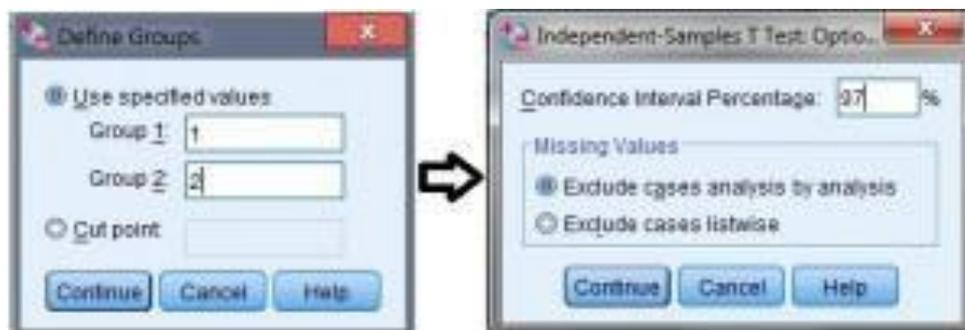 Define Groups
Use specified values
Group 1: 1
Group 2: 2
Cut point:
Continue Cancel Help
Independent-Samples T Test: Optio...
Confidence Interval Percentage: 97 %
Missing Values
Exclude cases analysis by analysis
Exclude cases listwise
Continue Cancel Help